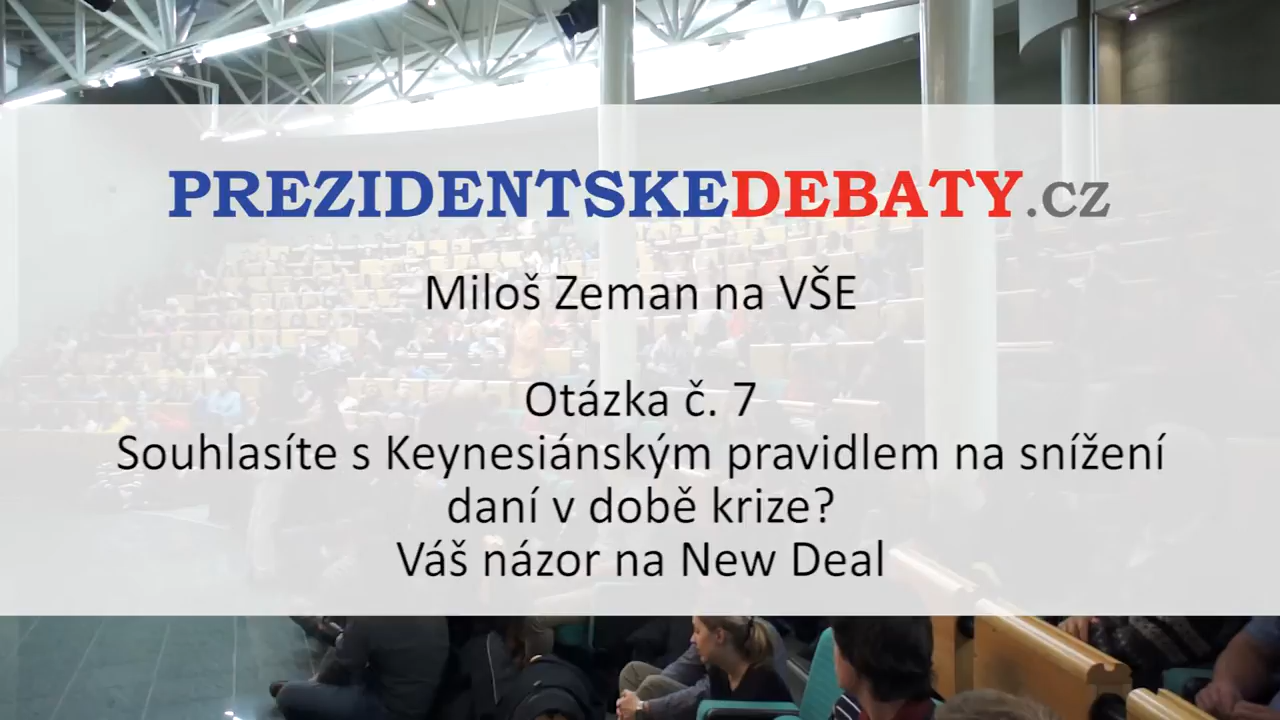 PREZIDENTSKEDEBATY.cz
Miloš Zeman na VŠE
Otázka č. 7
Souhlasíte s Keynesiánským pravidlem na snížení
daní v době krize?
Váš názor na New Deal